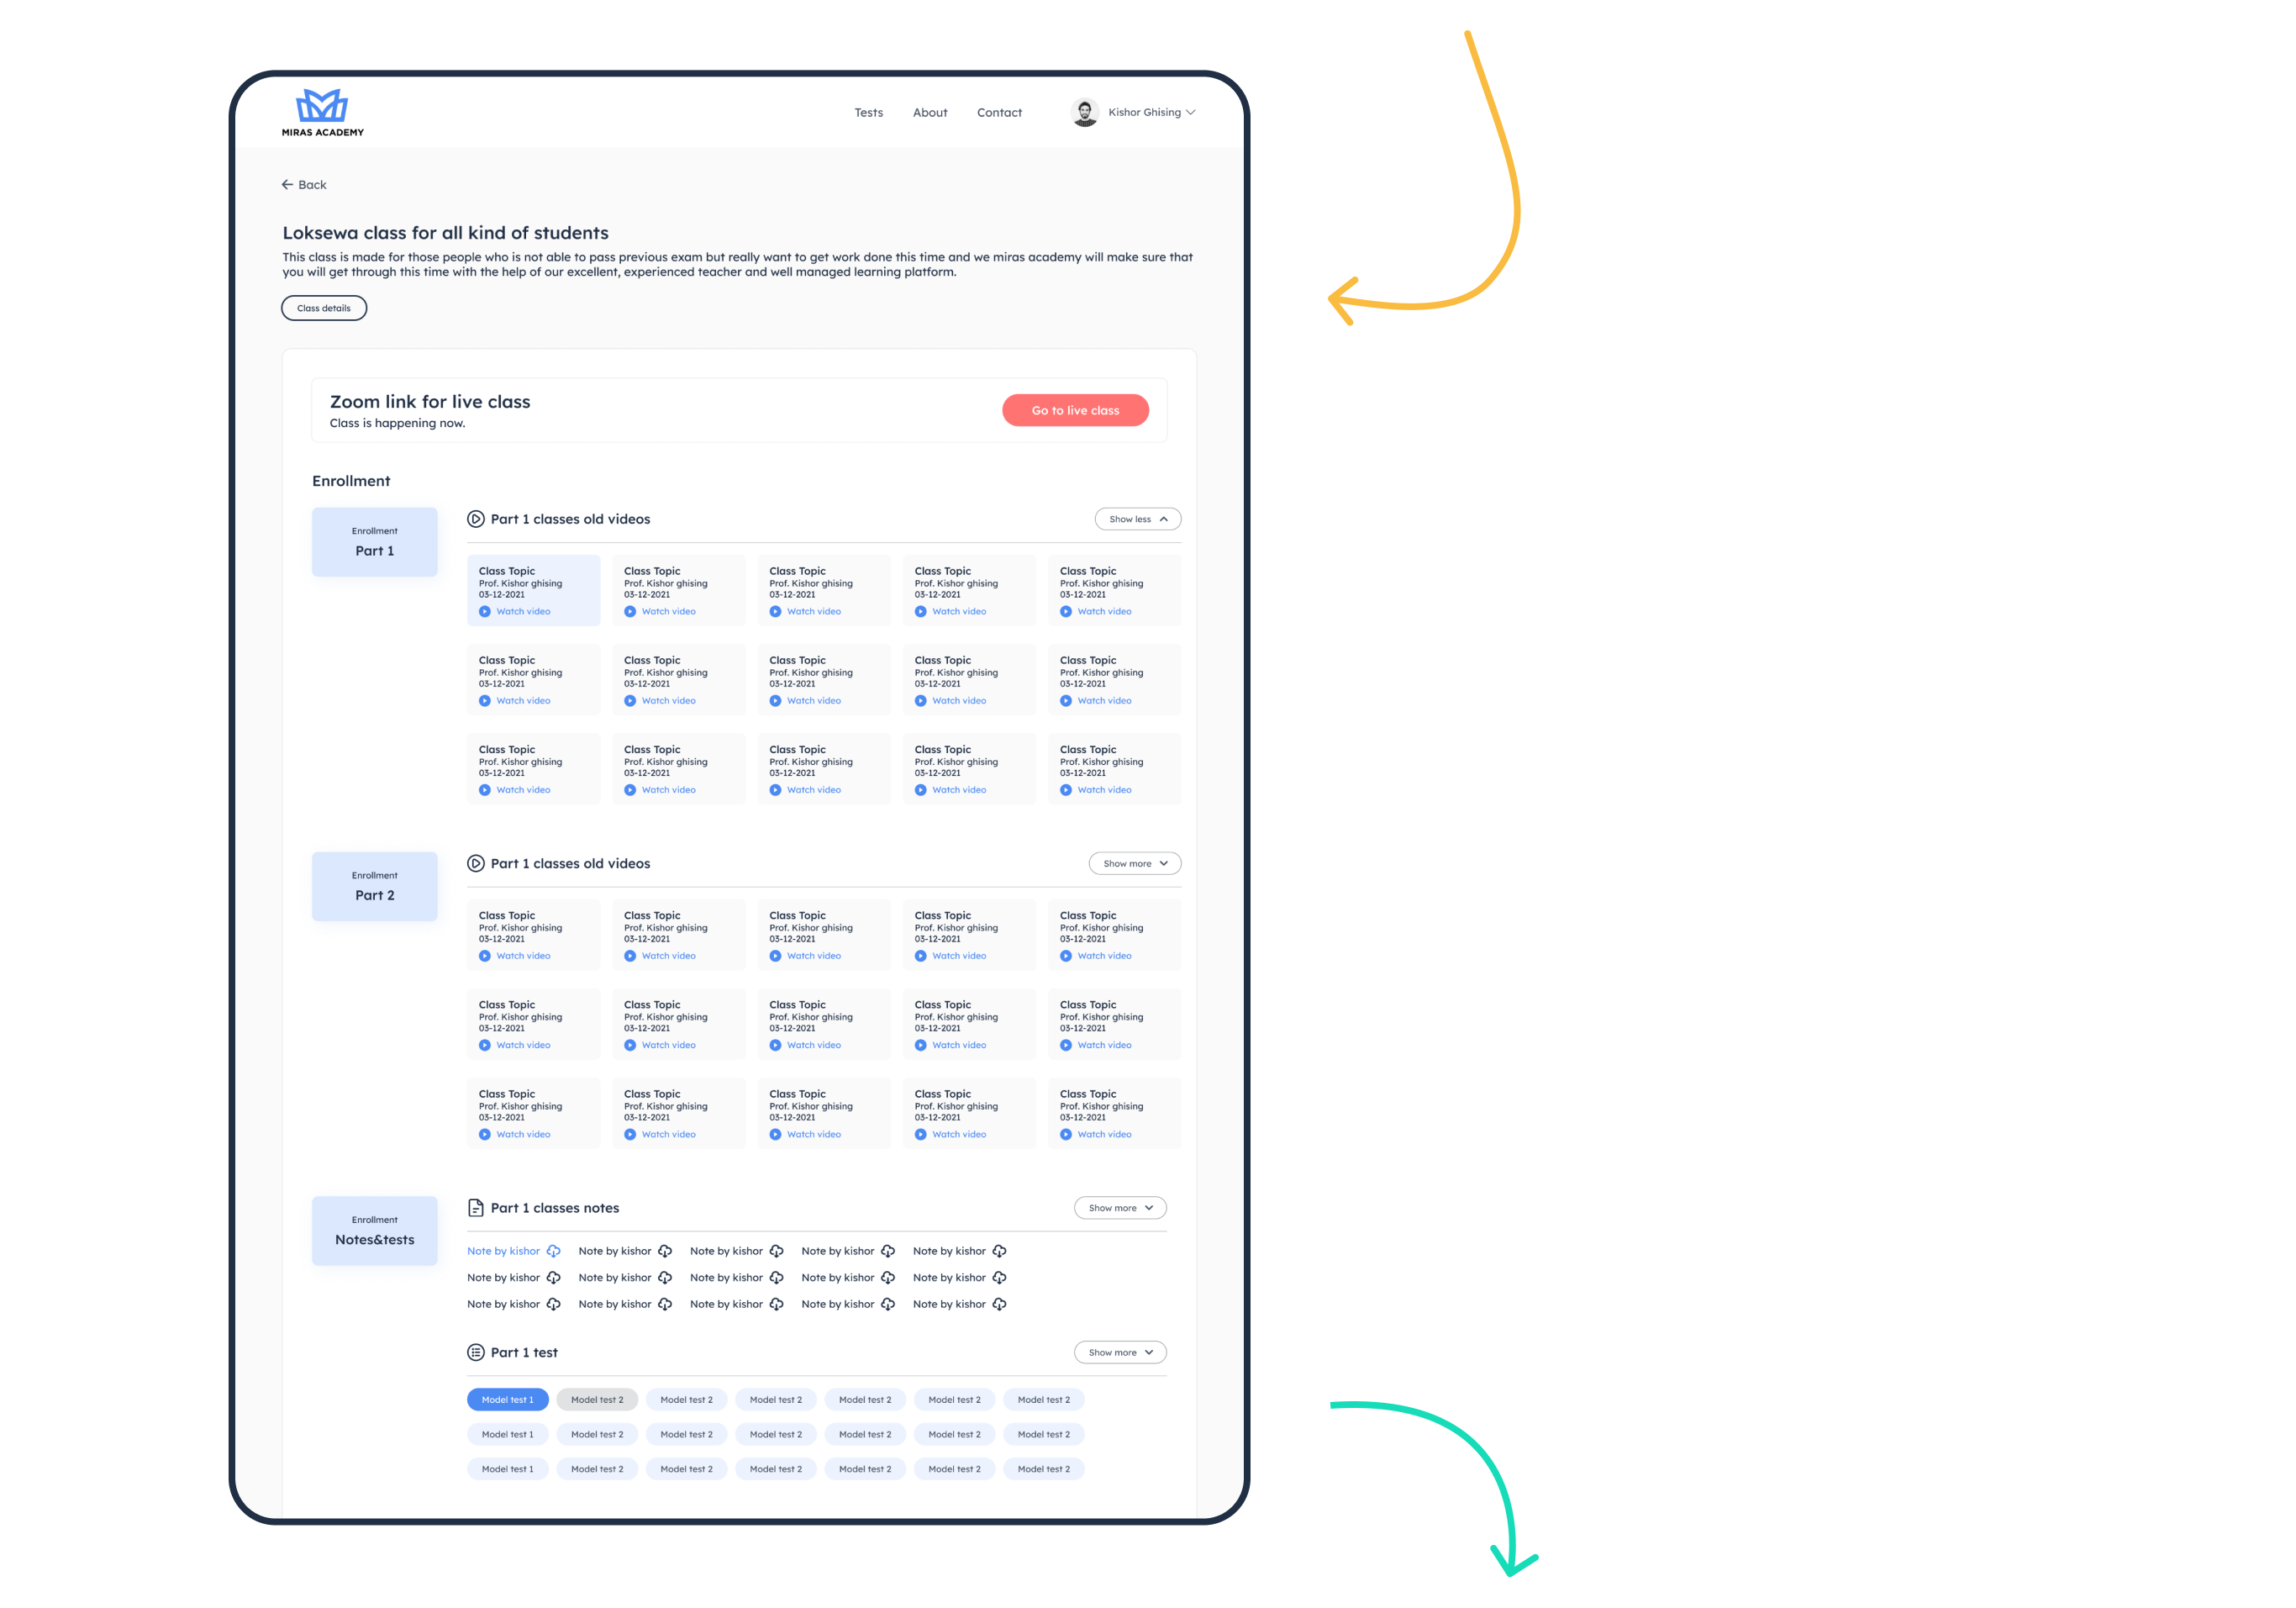 MIRAS ACADEMY
Tests About Contact Kishor Ghising
Back
Loksewa class for all kind of students
This class is made for those people who is not able to pass previous exam but really want to get work done this time and we miras academy will make sure that
you will get through this time with the help of our excellent, experienced teacher and well managed learning platform.
Class details
Zoom link for live class
Class is happening now.
Go to live class
Enrollment
Enrollment
Part 1
Part 1 classes old videos Show less
Class Topic Class Topic Class Topic Class Topic Class Topic
Prof. Kishor ghising Prof. Kishor ghising Prof. Kishor ghising Prof. Kishor ghising Prof. Kishor ghising
03-12-2021 03-12-2021 03-12-2021 03-12-2021 03-12-2021
Watch video Watch video Watch video Watch video Watch video
Class Topic Class Topic Class Topic Class Topic Class Topic
Prof. Kishor ghising Prof. Kishor ghising Prof. Kishor ghising Prof. Kishor ghising Prof. Kishor ghising
03-12-2021 03-12-2021 03-12-2021 03-12-2021 03-12-2021
Watch video Watch video Watch video Watch video Watch video
Class Topic Class Topic Class Topic Class Topic Class Topic
Prof. Kishor ghising Prof. Kishor ghising Prof. Kishor ghising Prof. Kishor ghising Prof. Kishor ghising
03-12-2021 03-12-2021 03-12-2021 03-12-2021 03-12-2021
Watch video Watch video Watch video Watch video Watch video
Enrollment
Part 2
Part 1 classes old videos Show more
Class Topic Class Topic Class Topic Class Topic Class Topic
Prof. Kishor ghising Prof. Kishor ghising Prof. Kishor ghising Prof. Kishor ghising Prof. Kishor ghising
03-12-2021 03-12-2021 03-12-2021 03-12-2021 03-12-2021
Watch video Watch video Watch video Watch video Watch video
Class Topic Class Topic Class Topic Class Topic Class Topic
Prof. Kishor ghising Prof. Kishor ghising Prof. Kishor ghising Prof. Kishor ghising Prof. Kishor ghising
03-12-2021 03-12-2021 03-12-2021 03-12-2021 03-12-2021
Watch video Watch video Watch video Watch video Watch video
Class Topic Class Topic Class Topic Class Topic Class Topic
Prof. Kishor ghising Prof. Kishor ghising Prof. Kishor ghising Prof. Kishor ghising Prof. Kishor ghising
03-12-2021 03-12-2021 03-12-2021 03-12-2021 03-12-2021
Watch video Watch video Watch video Watch video Watch video
Enrollment
Notes&tests
Part 1 classes notes Show more
Note by kishor Note by kishor Note by kishor Note by kishor Note by kishor
Note by kishor Note by kishor Note by kishor Note by kishor Note by kishor
Note by kishor Note by kishor Note by kishor Note by kishor Note by kishor
Part 1 test Show more
Model test 1 Model test 2 Model test 2 Model test 2 Model test 2 Model test 2 Model test 2
Model test 1 Model test 2 Model test 2 Model test 2 Model test 2 Model test 2 Model test 2
Model test 1 Model test 2 Model test 2 Model test 2 Model test 2 Model test 2 Model test 2